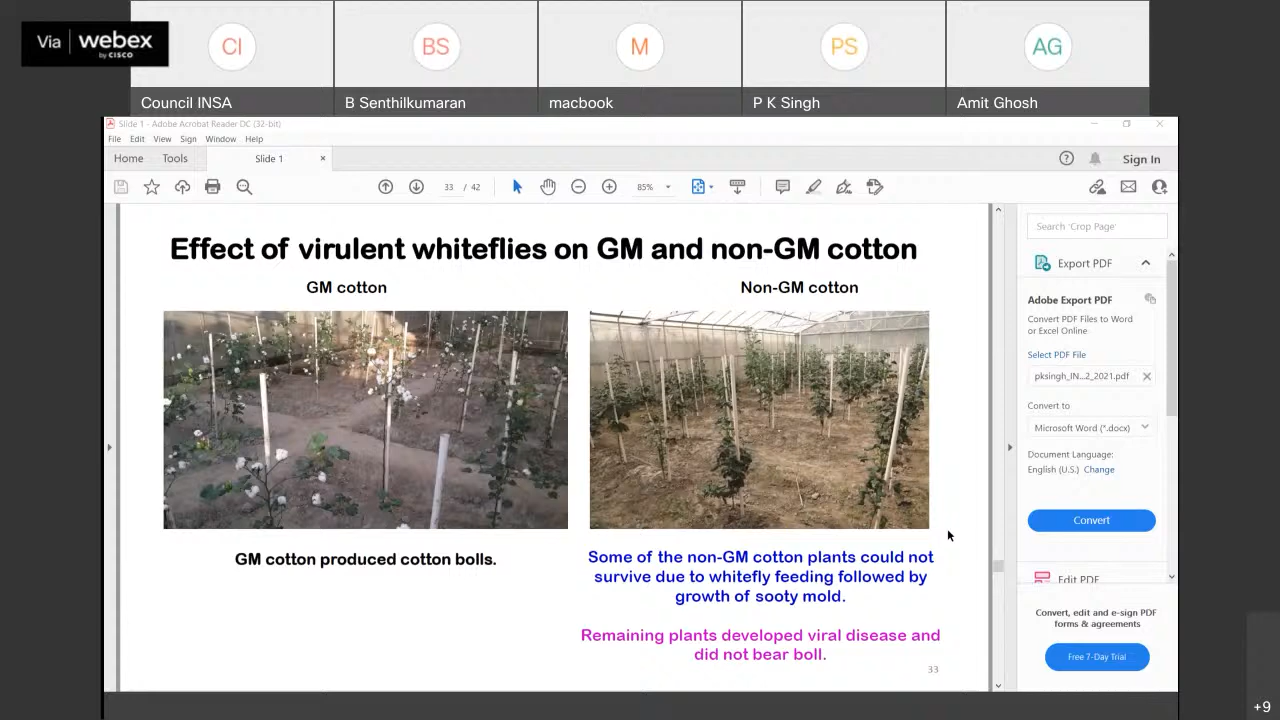 Via webex
by CISCO
CI
BS
M
PS
AG
Council INSA
B Senthilkumaran
macbook
P K Singh
Amit Ghosh
Slide 1 - Adobe Acrobat Reader DC (32-bit)
File Edit View Sign Window Help
Home Tools Slide 1 × Sign In
33 / 42 85%
Effect of virulent whiteflies on GM and non-GM cotton
GM cotton
Non-GM cotton
GM cotton produced cotton bolls.
Some of the non-GM cotton plants could not
survive due to whitefly feeding followed by
growth of sooty mold.
Remaining plants developed viral disease and
did not bear boll.
33
Search 'Crop Page'
Export PDF
Adobe Export PDF
Convert PDF Files to Word
or Excel Online
Select PDF File
pksingh_IN...2_2021.pdf
Convert to
Microsoft Word (*.docx)
Document Language:
English (U.S.) Change
Convert
Edit PDF
Convert, edit and e-sign PDF
forms & agreements
Free 7-Day Trial
+9